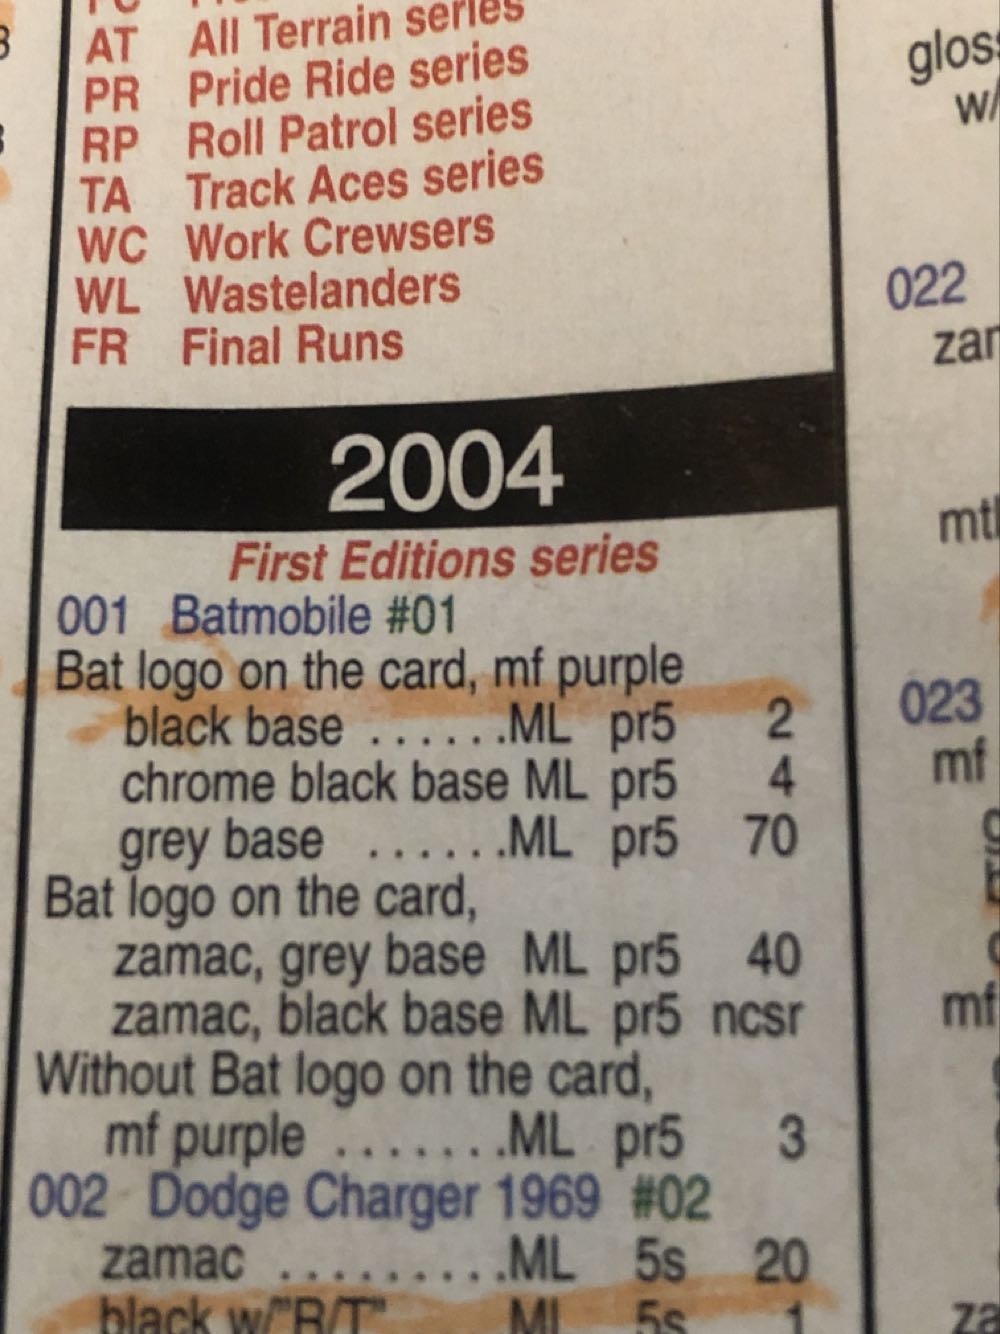 AT All Terrain series
PR Pride Ride series
RP Roll Patrol series
TA Track Aces series
WC Work Crewsers
WL Wastelanders
FR Final Runs
2004
First Editions series
001 Batmobile #01
Bat logo on the card, mf purple
black base ......ML pr5 2
chrome black base ML pr5 4
grey base ......ML pr5 70
Bat logo on the card,
zamac, grey base ML pr5 40
zamac, black base ML pr5 ncsr
Without Bat logo on the card,
mf purple .......ML pr5 3
002 Dodge Charger 1969 #02
zamac .........ML 5s 20
black w/"R/T" ML 5s 1
w/
022
023
mf
mf